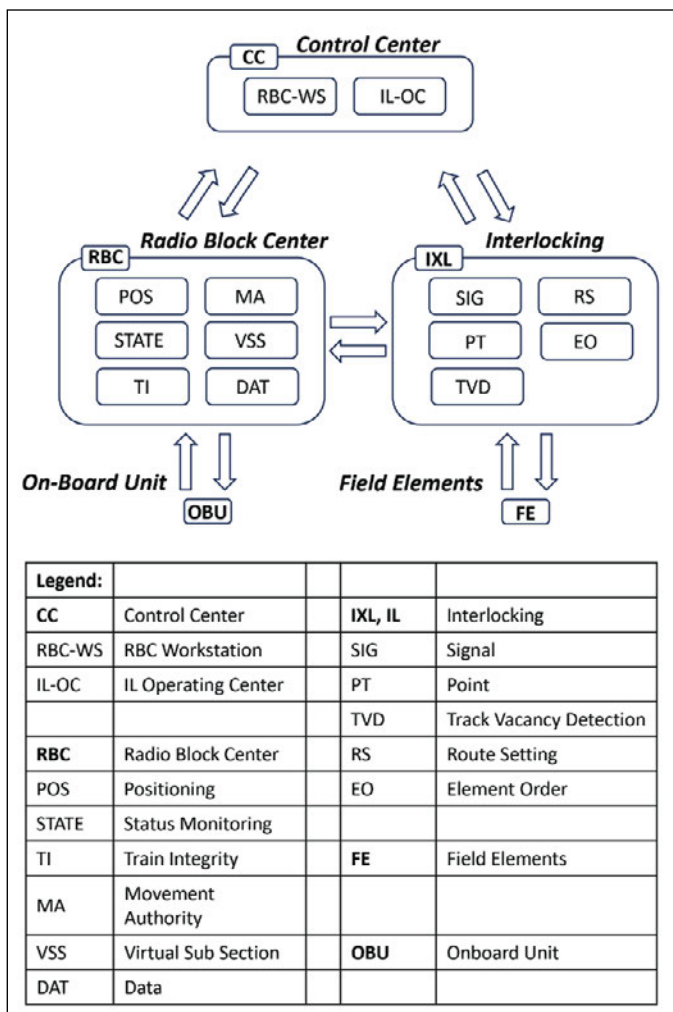 Control Center
CC
RBC-WS IL-OC
Radio Block Center Interlocking
RBC IXL
POS MA SIG RS
STATE VSS PT EO
TI DAT TVD
On-Board Unit Field Elements
OBU FE
Legend:
CC Control Center IXL, IL Interlocking
RBC-WS RBC Workstation SIG Signal
IL-OC IL Operating Center PT Point
TVD Track Vacancy Detection
RBC Radio Block Center RS Route Setting
POS Positioning EO Element Order
STATE Status Monitoring
TI Train Integrity FE Field Elements
MA Movement
Authority
VSS Virtual Sub Section OBU Onboard Unit
DAT Data